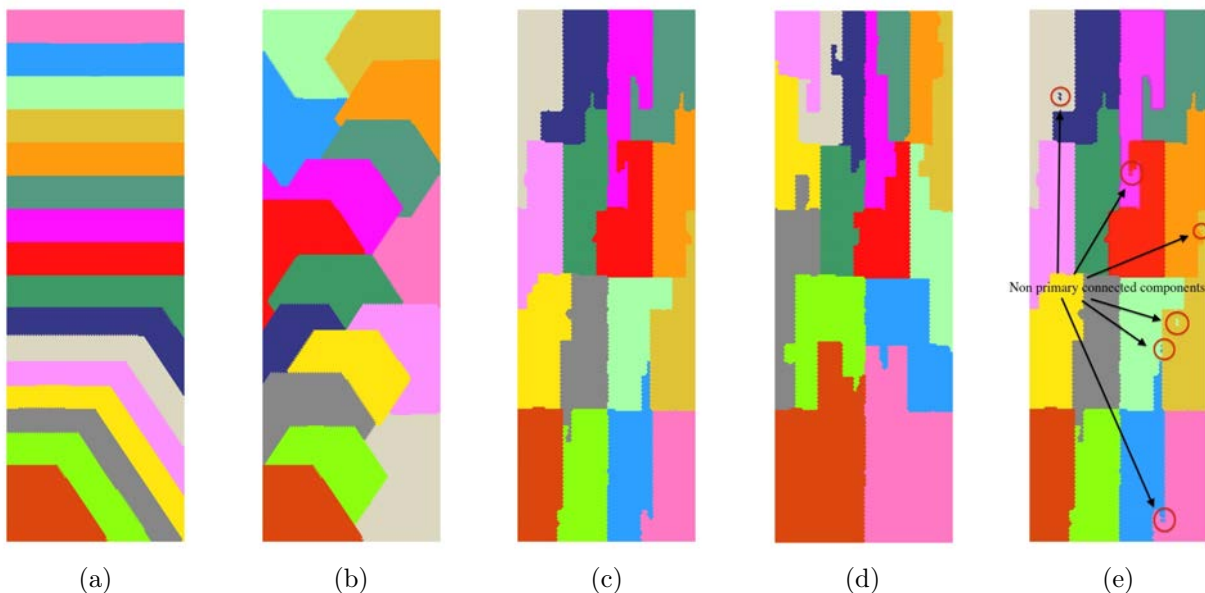 Non primary connected components
(a)
(b)
(c)
(d)
(e)